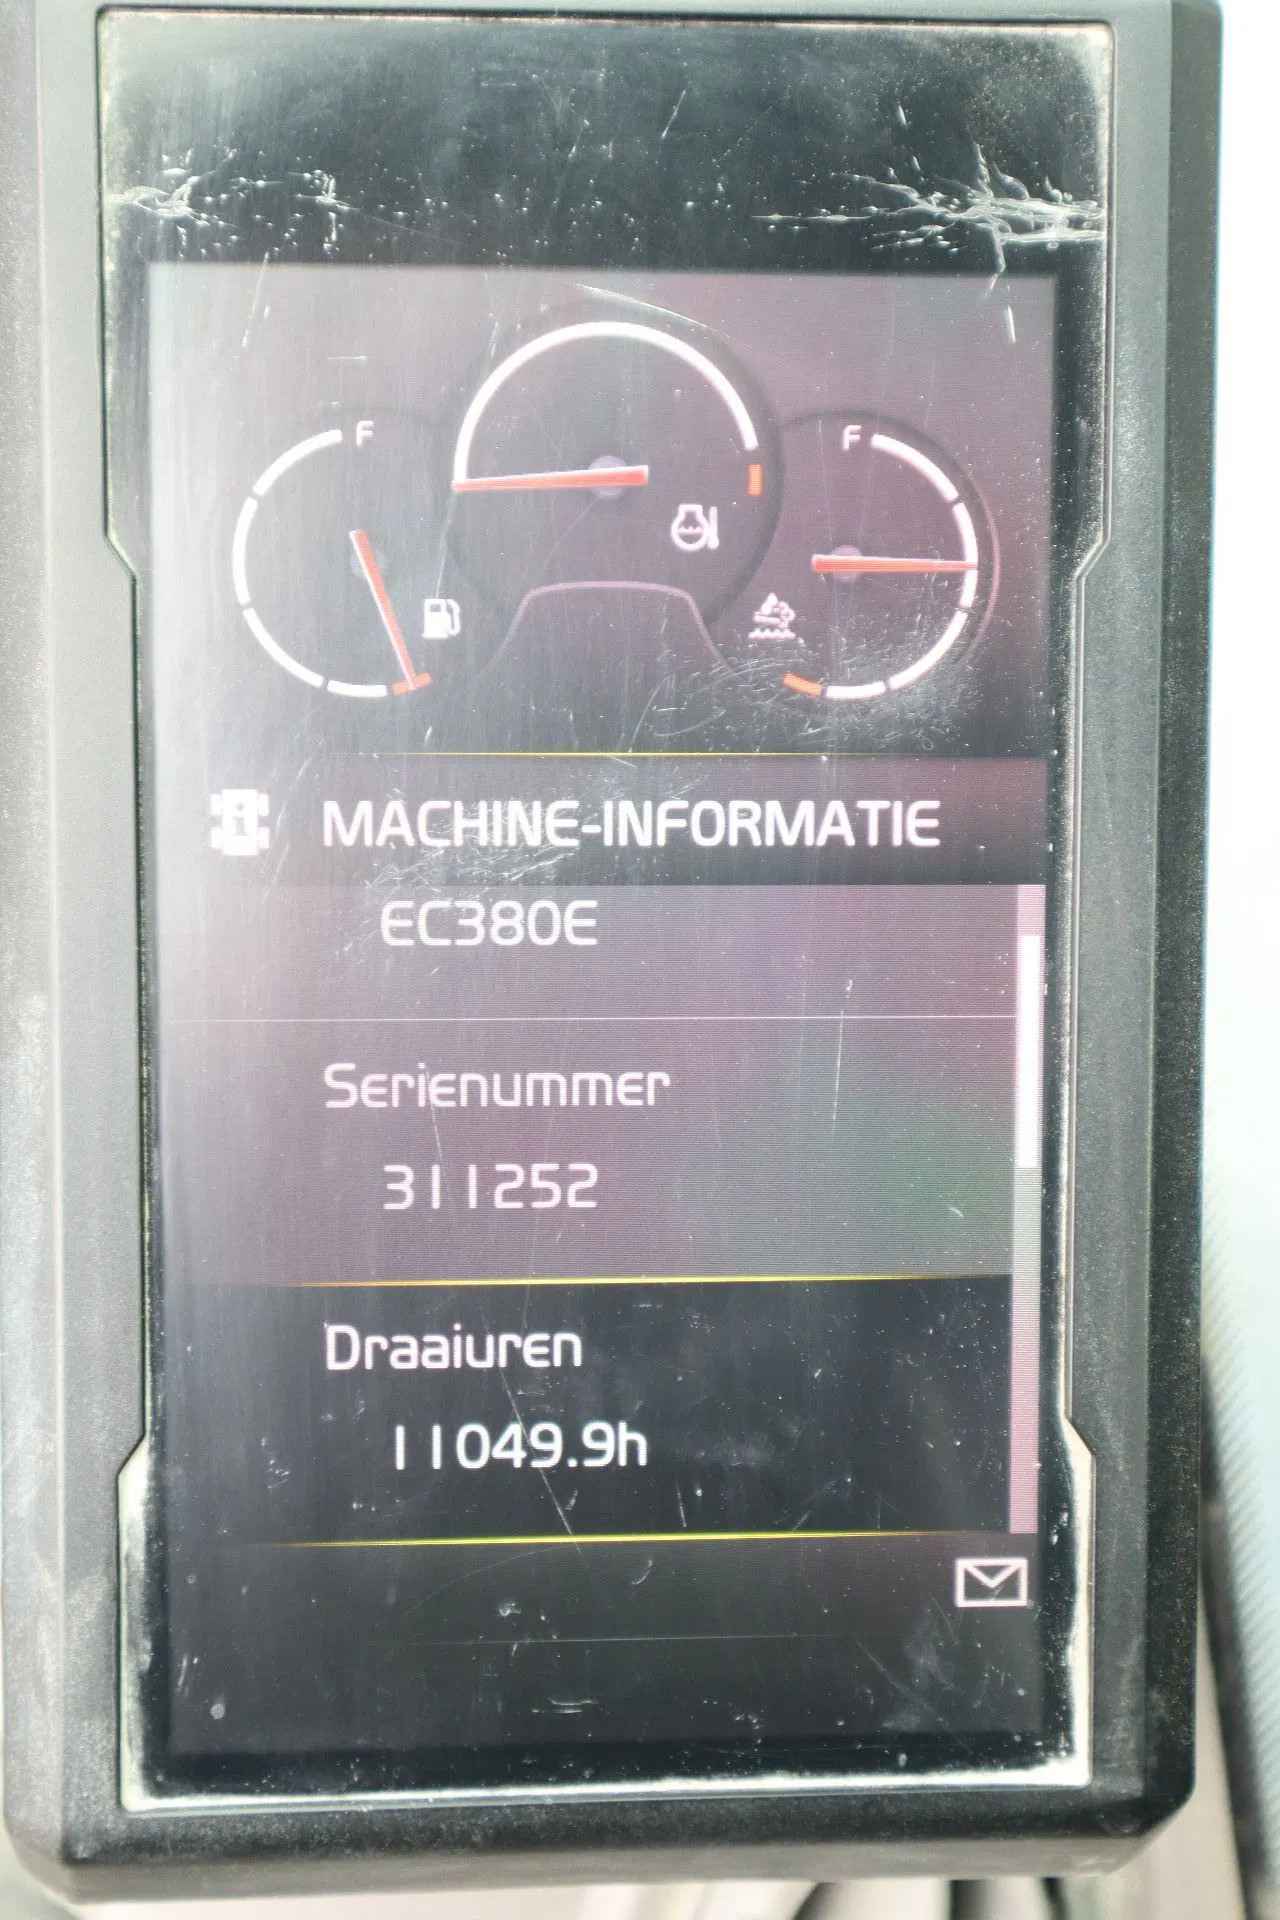 F
F
MACHINE-INFORMATIE
EC380E
Serienummer
311252
Draaiuren
11049.9h